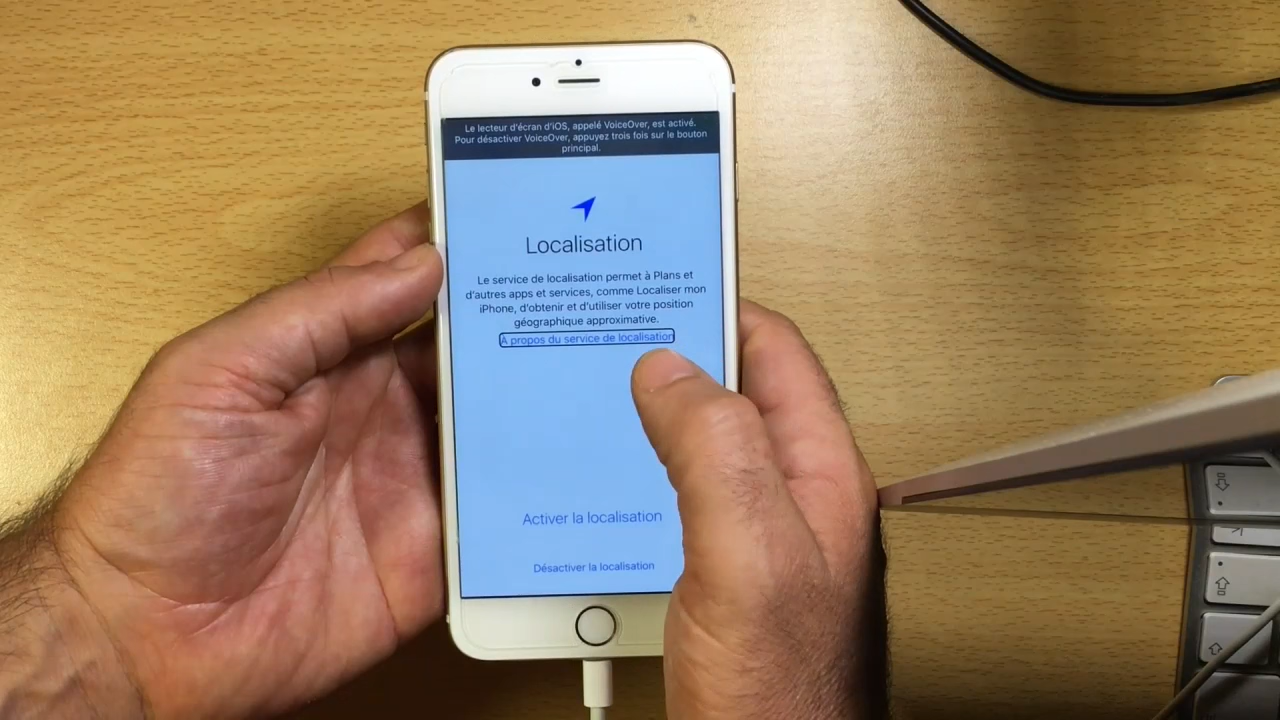 Le lecteur d'écran d'iOS, appelé VoiceOver, est activé.
Pour désactiver VoiceOver, appuyez trois fois sur le bouton
principal.
Localisation
Le service de localisation permet à Plans et
d'autres apps et services, comme Localiser mon
iPhone, d'obtenir et d'utiliser votre position
géographique approximative.
À propos du service de localisation
Activer la localisation
Désactiver la localisation